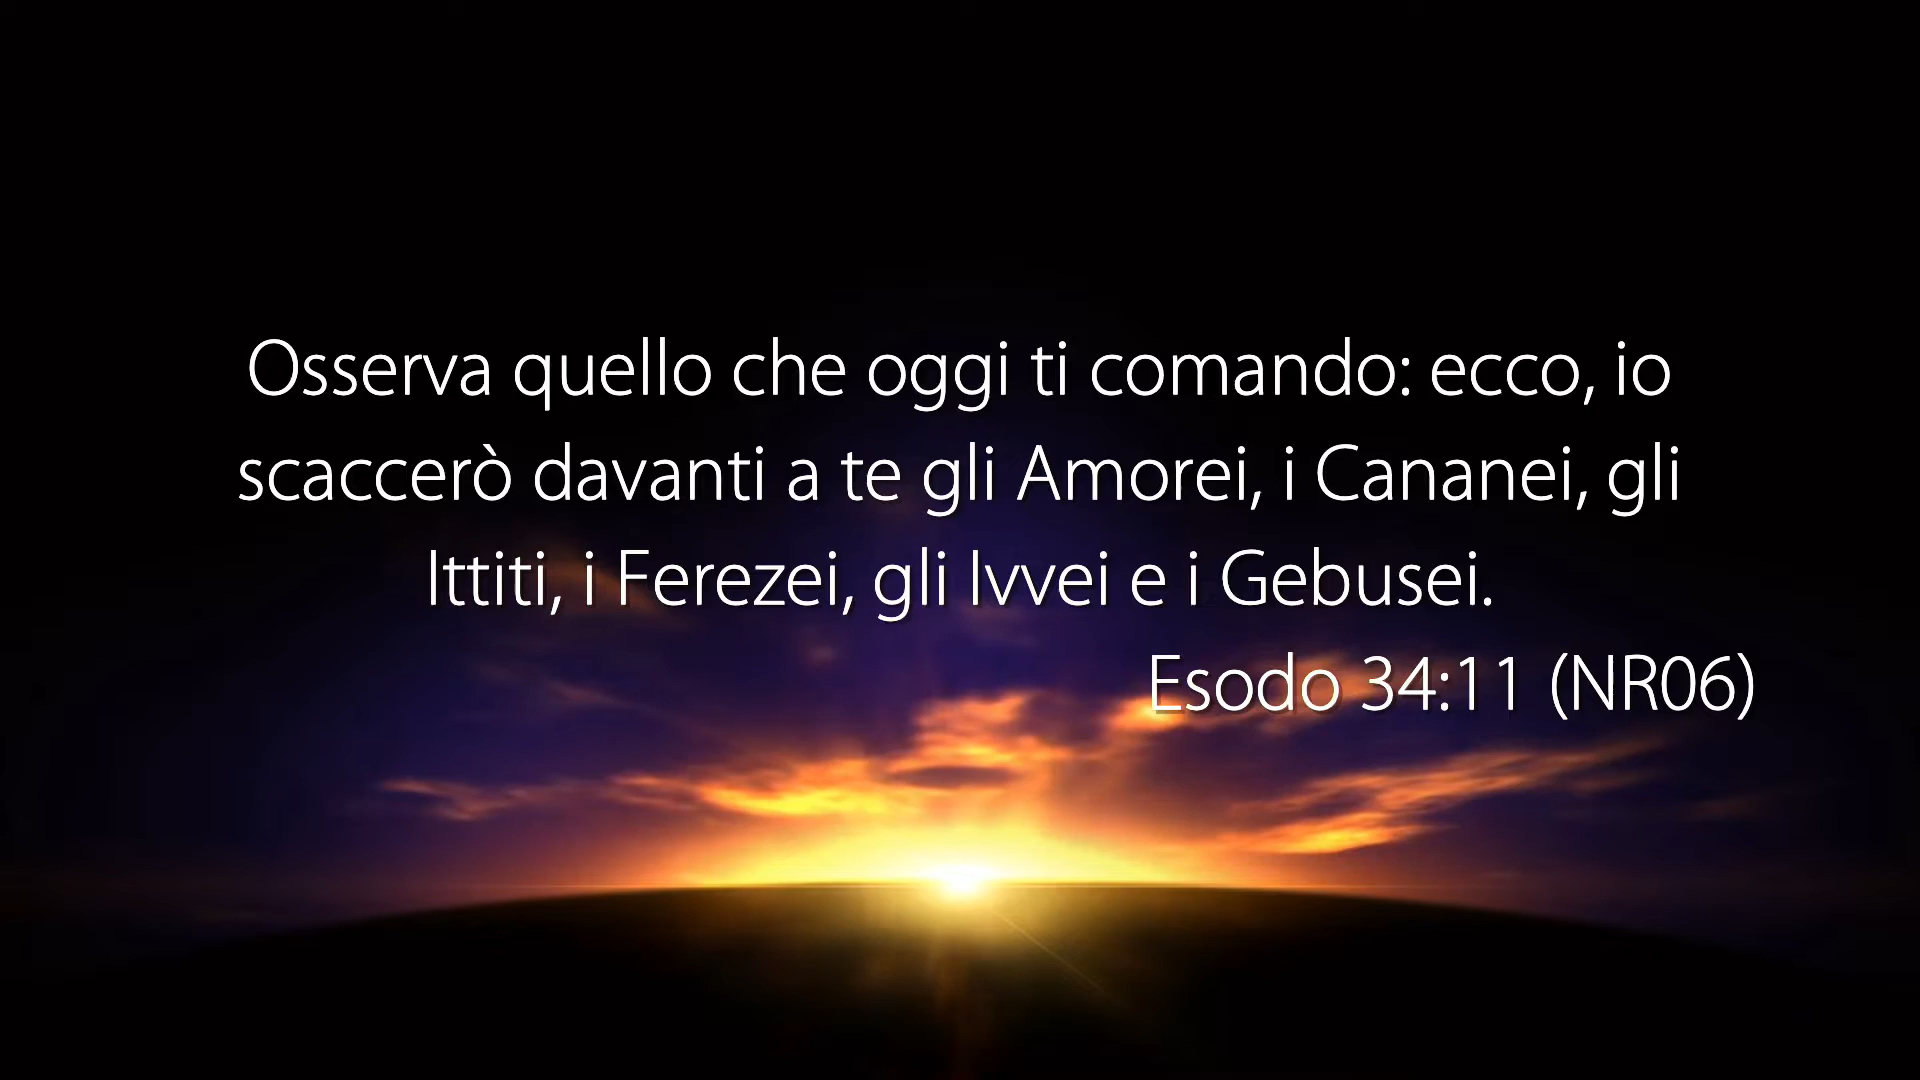 Osserva quello che oggi ti comando: ecco, io
scaccerò davanti a te gli Amorei, i Cananei, gli
Ittiti, i Ferezei, gli Ivvei e i Gebusei.
Esodo 34:11 (NR06)